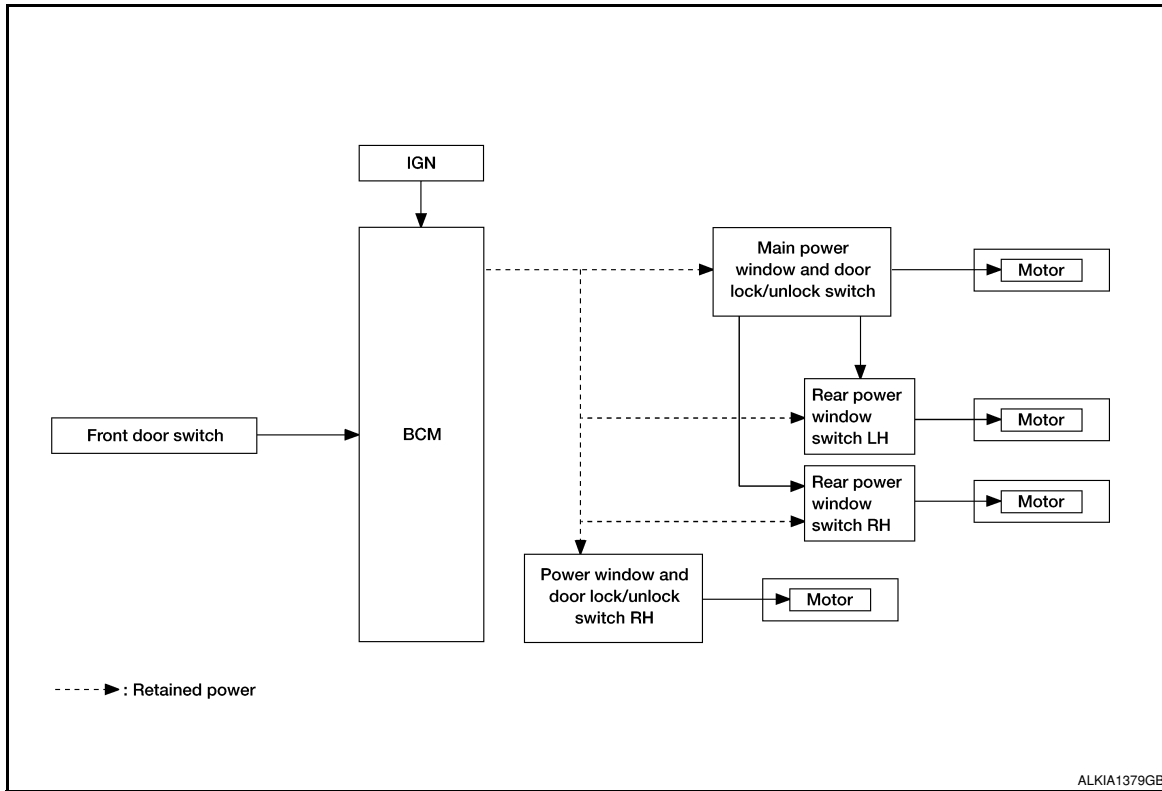 IGN
Main power
window and door
lock/unlock switch
Motor
Rear power
window
switch LH
Motor
Front door switch
BCM
Rear power
window
switch RH
Motor
Power window and
door lock/unlock
switch RH
Motor
: Retained power
ALKIA1379GB